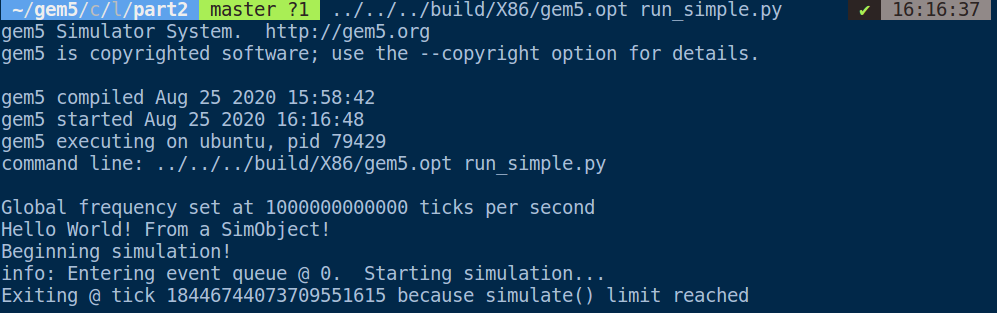 ~/gem5/c/l/part2 master ?1 ../../../build/X86/gem5.opt run_simple.py ✔ 16:16:37
gem5 Simulator System.  http://gem5.org
gem5 is copyrighted software; use the --copyright option for details.
gem5 compiled Aug 25 2020 15:58:42
gem5 started Aug 25 2020 16:16:48
gem5 executing on ubuntu, pid 79429
command line: ../../../build/X86/gem5.opt run_simple.py
Global frequency set at 1000000000000 ticks per second
Hello World! From a SimObject!
Beginning simulation!
info: Entering event queue @ 0.  Starting simulation...
Exiting @ tick 18446744073709551615 because simulate() limit reached